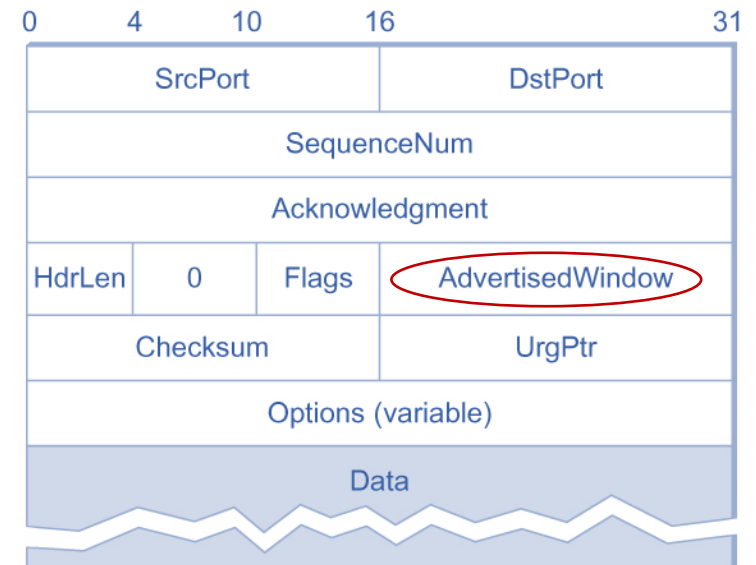 0 4 10 16 31
SrcPort DstPort
SequenceNum
Acknowledgment
HdrLen 0 Flags AdvertisedWindow
Checksum UrgPtr
Options (variable)
Data